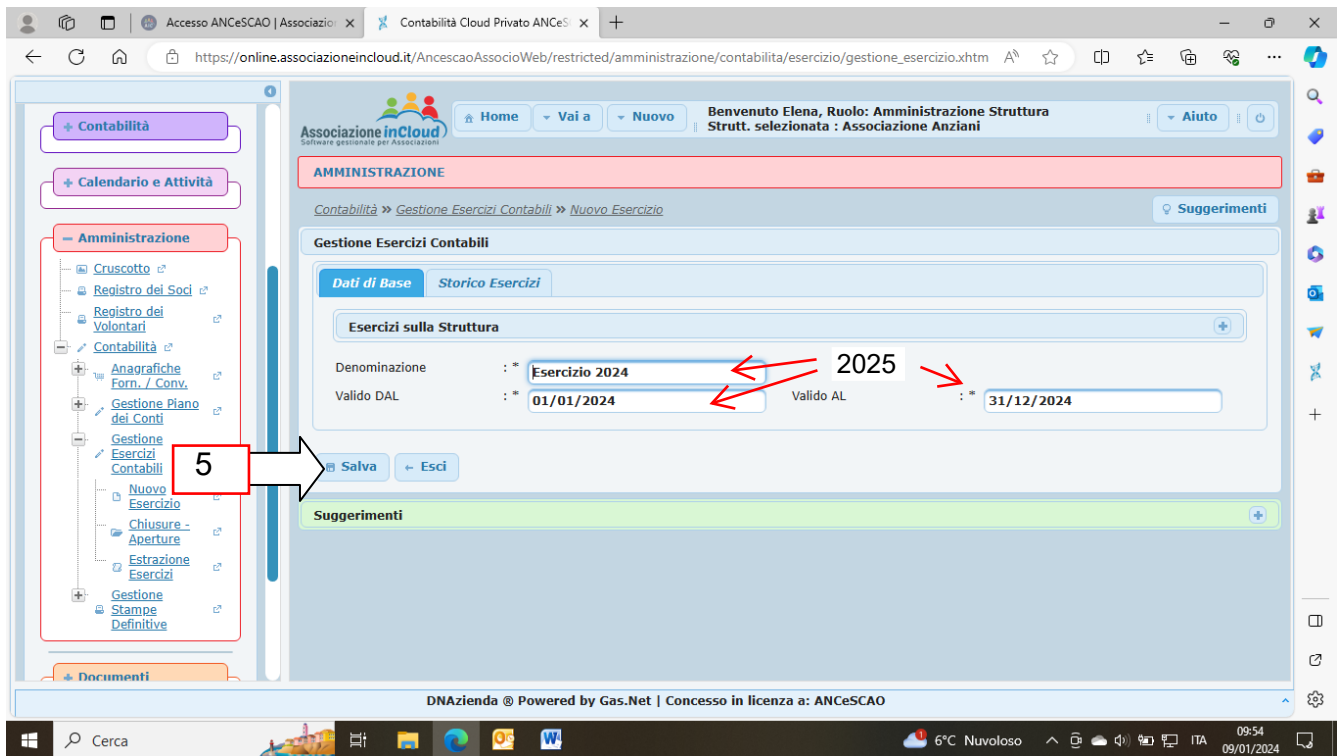 Accesso ANCeSCAO | Associazion
Contabilità Cloud Privato ANCeS
https://online.associazioneincloud.it/AncescaoAssocioWeb/restricted/amministrazione/contabilita/esercizio/gestione_esercizio.xhtm
+ Contabilità
+ Calendario e Attività
− Amministrazione
Cruscotto
Registro dei Soci
Registro dei
Volontari
Contabilità
Anagrafiche
Forn. / Conv.
Gestione Piano
dei Conti
Gestione
Esercizi
Contabili
Nuovo
Esercizio
Chiusure -
Aperture
Estrazione
Esercizi
Gestione
Stampe
Definitive
+ Documenti
Associazione inCloud
Software gestionale per Associazioni
Home
Vai a
Nuovo
Benvenuto Elena, Ruolo: Amministrazione Struttura
Strutt. selezionata : Associazione Anziani
Aiuto
AMMINISTRAZIONE
Contabilità » Gestione Esercizi Contabili » Nuovo Esercizio
Suggerimenti
Gestione Esercizi Contabili
Dati di Base
Storico Esercizi
Esercizi sulla Struttura
Denominazione : * Esercizio 2024
2025
Valido DAL : * 01/01/2024
Valido AL : * 31/12/2024
5
Salva
← Esci
Suggerimenti
DNAzienda ® Powered by Gas.Net | Concesso in licenza a: ANCeSCAO
Cerca
6°C Nuvoloso
ITA
09:54
09/01/2024